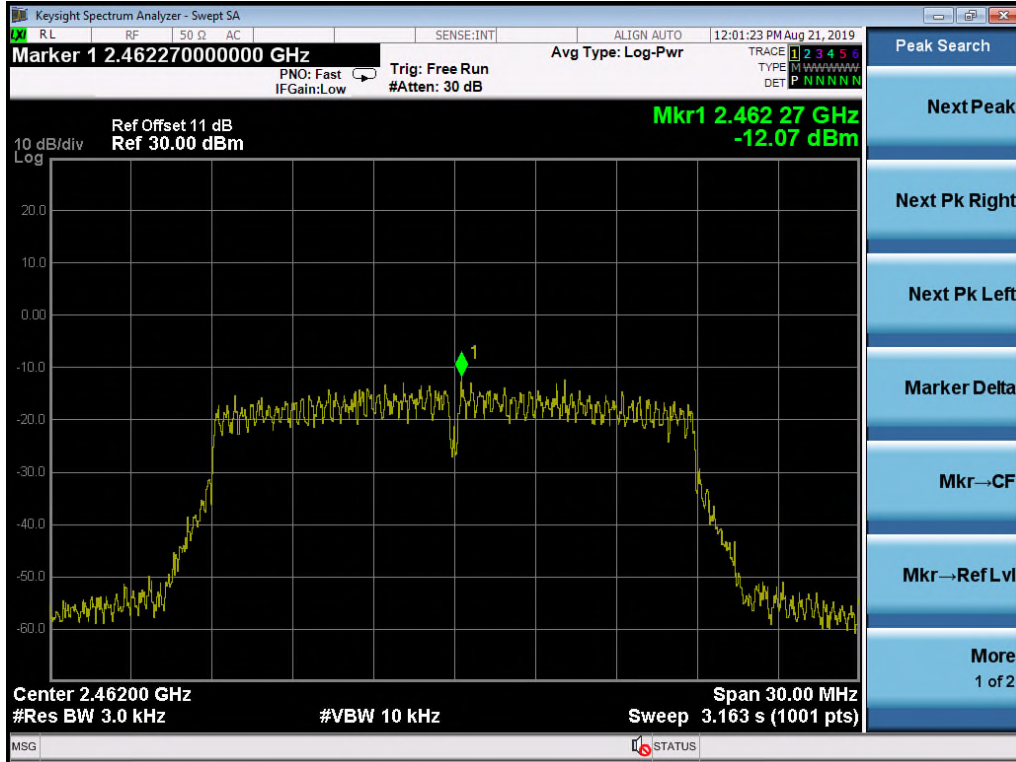 Keysight Spectrum Analyzer - Swept SA
LXI RL RF 50 Ω AC SENSE:INT ALIGN AUTO 12:01:23 PM Aug 21, 2019
Marker 1 2.462270000000 GHz
PNO: Fast
IFGain:Low
Trig: Free Run
#Atten: 30 dB
Avg Type: Log-Pwr
TRACE 1 2 3 4 5 6
TYPE M WWWWW
DET P N N N N N
Mkr1 2.462 27 GHz
-12.07 dBm
Ref Offset 11 dB
10 dB/div Ref 30.00 dBm
Log
20.0
10.0
0.00
-10.0
-20.0
-30.0
-40.0
-50.0
-60.0
1
Center 2.46200 GHz Span 30.00 MHz
#Res BW 3.0 kHz #VBW 10 kHz Sweep 3.163 s (1001 pts)
MSG STATUS
Peak Search
Next Peak
Next Pk Right
Next Pk Left
Marker Delta
Mkr→CF
Mkr→Ref Lvl
More
1 of 2